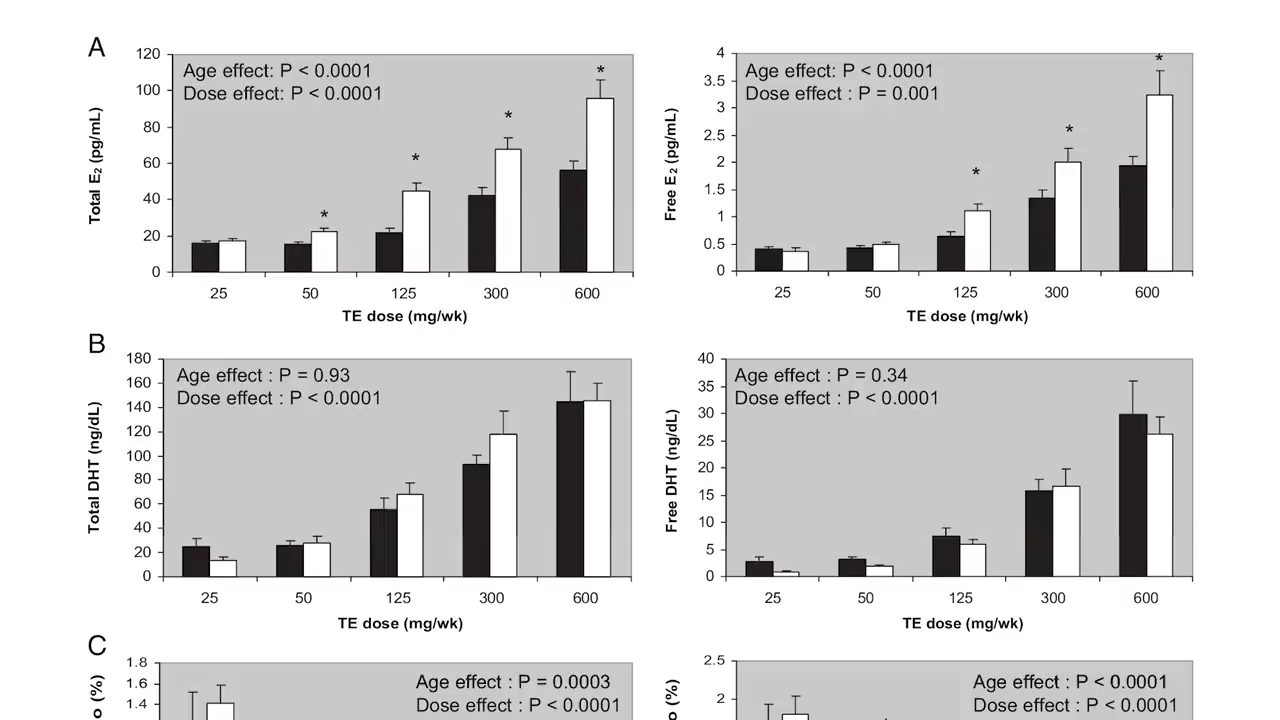 A
Age effect: P < 0.0001
Dose effect: P < 0.0001
*
*
*
*
Total E₂ (pg/mL)
120
100
80
60
40
20
0
25 50 125 300 600
TE dose (mg/wk)
Age effect: P < 0.0001
Dose effect : P = 0.001
*
*
*
Free E₂ (pg/mL)
4
3.5
3
2.5
2
1.5
1
0.5
0
25 50 125 300 600
TE dose (mg/wk)
B
Age effect : P = 0.93
Dose effect : P < 0.0001
Total DHT (ng/dL)
180
160
140
120
100
80
60
40
20
0
25 50 125 300 600
TE dose (mg/wk)
Age effect : P = 0.34
Dose effect : P < 0.0001
Free DHT (ng/dL)
40
35
30
25
20
15
10
5
0
25 50 125 300 600
TE dose (mg/wk)
C
Age effect : P = 0.0003
Dose effect : P < 0.0001
o (%)
1.8
1.6
1.4
Age effect : P < 0.0001
Dose effect : P < 0.0001
o (%)
2.5
2